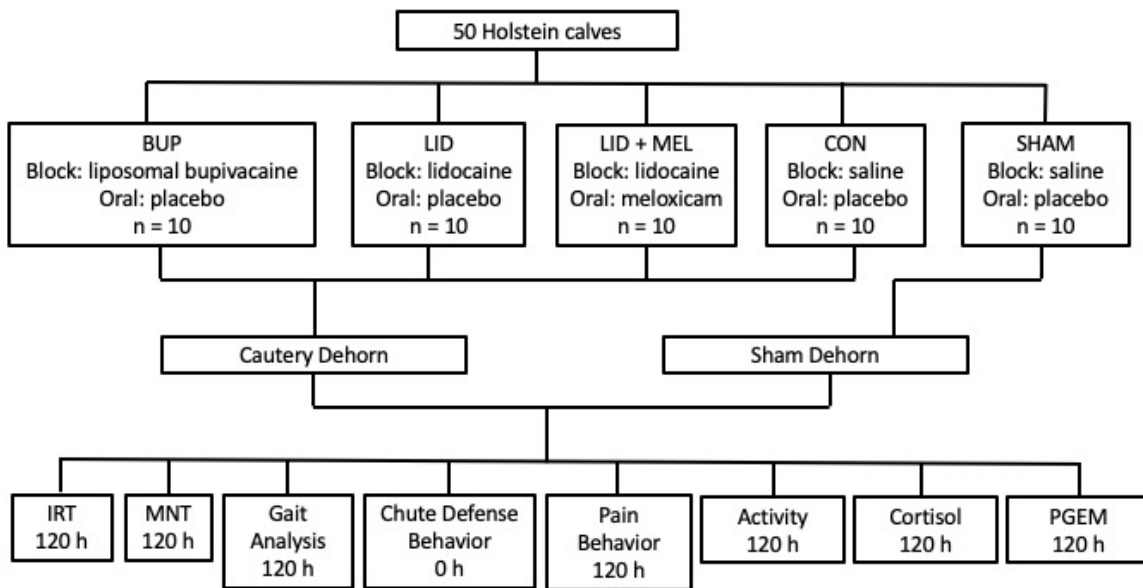 50 Holstein calves
BUP
Block: liposomal bupivacaine
Oral: placebo
n = 10
LID
Block: lidocaine
Oral: placebo
n = 10
LID + MEL
Block: lidocaine
Oral: meloxicam
n = 10
CON
Block: saline
Oral: placebo
n = 10
SHAM
Block: saline
Oral: placebo
n = 10
Cautery Dehorn
Sham Dehorn
IRT
120 h
MNT
120 h
Gait
Analysis
120 h
Chute Defense
Behavior
0 h
Pain
Behavior
120 h
Activity
120 h
Cortisol
120 h
PGEM
120 h